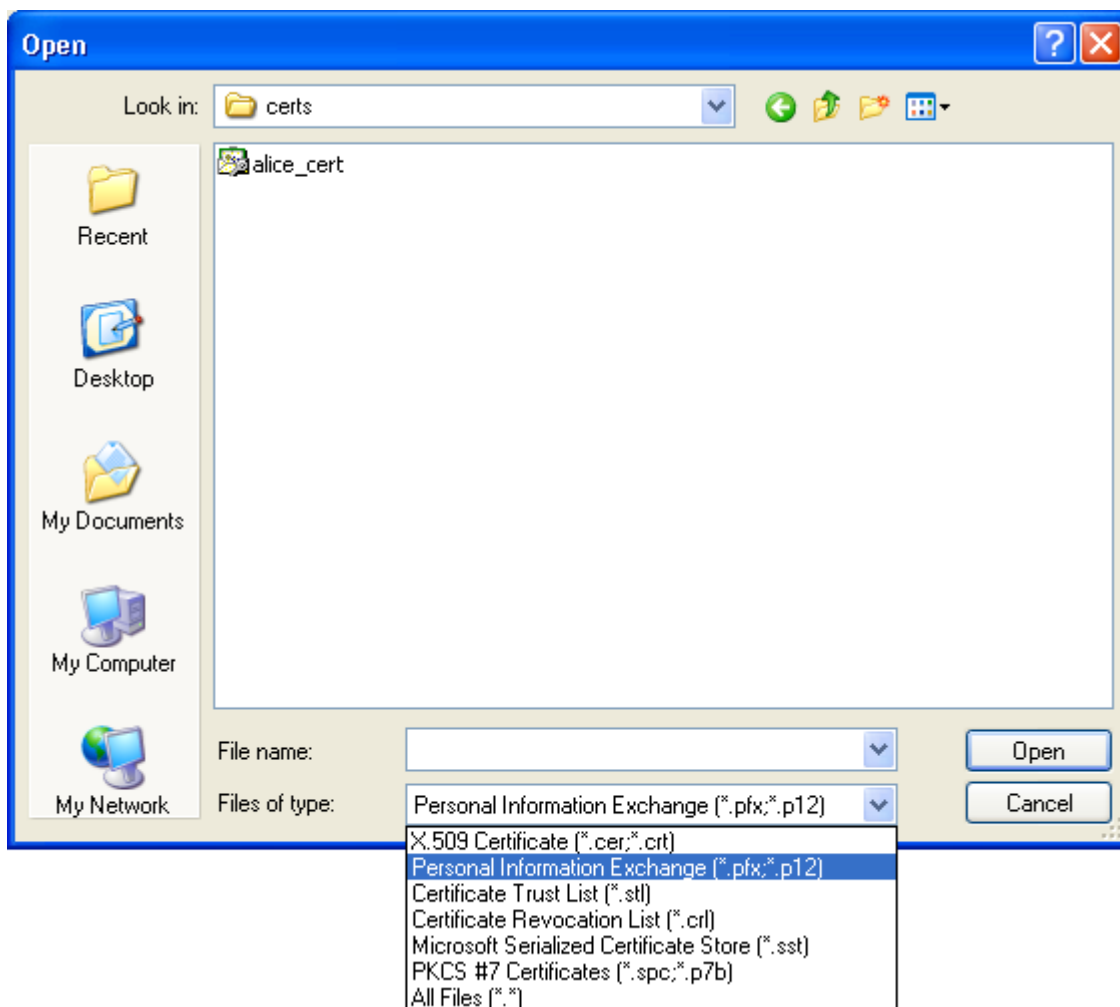 Open
Look in:
certs
alice_cert
Recent
Desktop
My Documents
My Computer
My Network
File name:
Open
Files of type:
Personal Information Exchange (*.pfx;*.p12)
Cancel
X.509 Certificate (*.cer;*.crt)
Personal Information Exchange (*.pfx;*.p12)
Certificate Trust List (*.stl)
Certificate Revocation List (*.crl)
Microsoft Serialized Certificate Store (*.sst)
PKCS #7 Certificates (*.spc;*.p7b)
All Files (*.*)